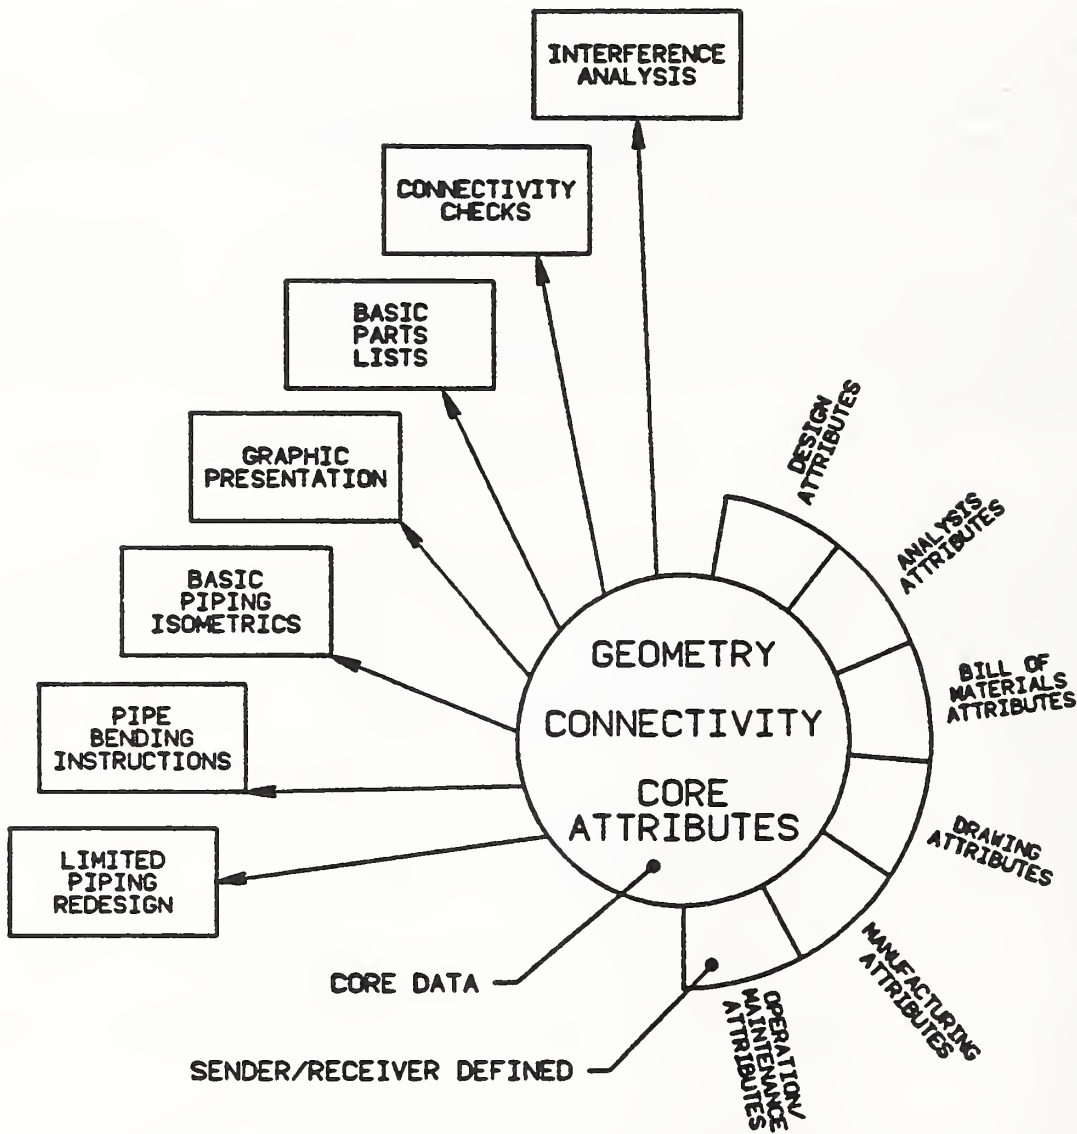 INTERFERENCE
ANALYSIS
CONNECTIVITY
CHECKS
BASIC
PARTS
LISTS
GRAPHIC
PRESENTATION
BASIC
PIPING
ISOMETRICS
PIPE
BENDING
INSTRUCTIONS
LIMITED
PIPING
REDESIGN
GEOMETRY
CONNECTIVITY
CORE
ATTRIBUTES
DESIGN
ATTRIBUTES
ANALYSIS
ATTRIBUTES
BILL OF
MATERIALS
ATTRIBUTES
DRAWING
ATTRIBUTES
MANUFACTURING
ATTRIBUTES
OPERATION/
MAINTENANCE
ATTRIBUTES
CORE DATA
SENDER/RECEIVER DEFINED